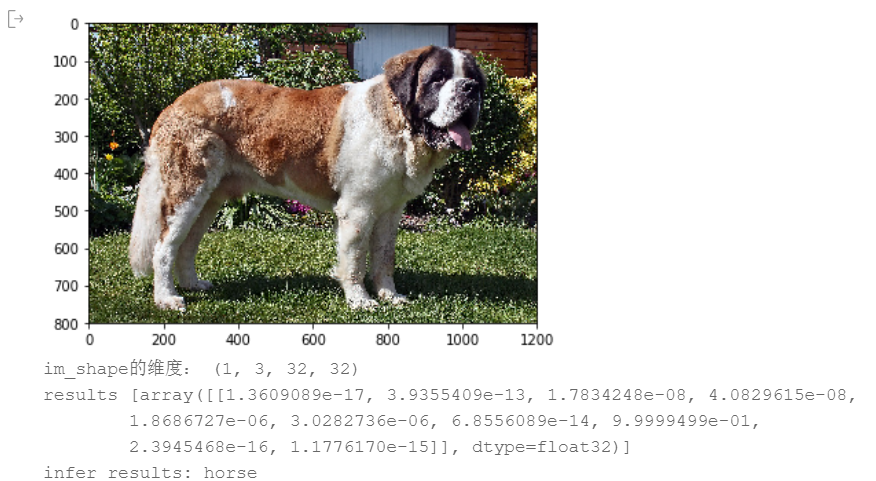 0
100
200
300
400
500
600
700
800
0 200 400 600 800 1000 1200
im_shape的维度： (1, 3, 32, 32)
results [array([[1.3609089e-17, 3.9355409e-13, 1.7834248e-08, 4.0829615e-08,
1.8686727e-06, 3.0282736e-06, 6.8556089e-14, 9.9999499e-01,
2.3945468e-16, 1.1776170e-15]], dtype=float32)]
infer results: horse